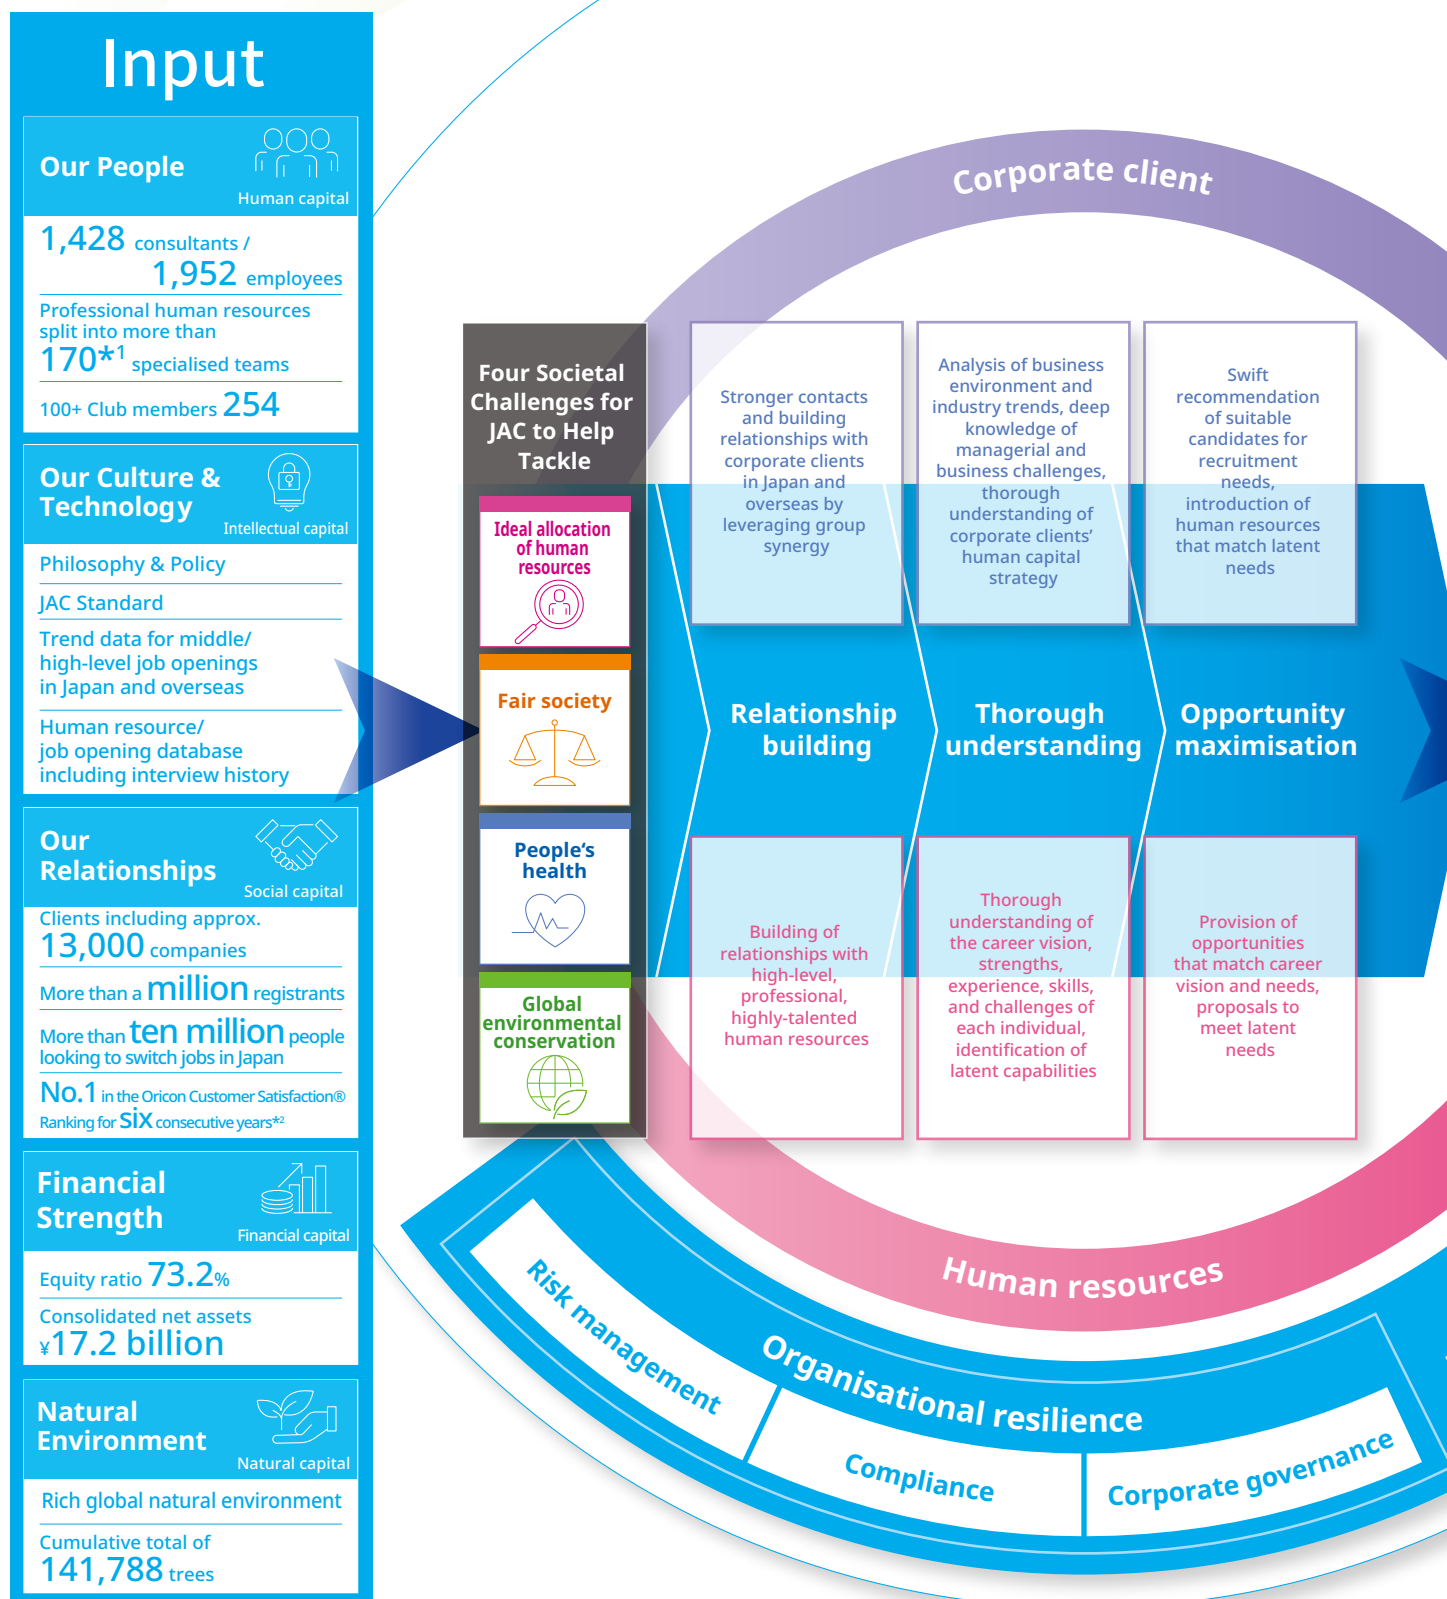 Input
Our People
Human capital
1,428 consultants /
1,952 employees
Professional human resources
split into more than
170*1 specialised teams
100+ Club members 254
Our Culture &
Technology
Intellectual capital
Philosophy & Policy
JAC Standard
Trend data for middle/
high-level job openings
in Japan and overseas
Human resource/
job opening database
including interview history
Our
Relationships
Social capital
Clients including approx.
13,000 companies
More than a million registrants
More than ten million people
looking to switch jobs in Japan
No.1 in the Oricon Customer Satisfaction®
Ranking for six consecutive years*2
Financial
Strength
Financial capital
Equity ratio 73.2%
Consolidated net assets
¥17.2 billion
Natural
Environment
Natural capital
Rich global natural environment
Cumulative total of
141,788 trees
Four Societal
Challenges for
JAC to Help
Tackle
Ideal allocation
of human
resources
Fair society
People‘s
health
Global
environmental
conservation
Corporate client
Stronger contacts
and building
relationships with
corporate clients
in Japan and
overseas by
leveraging group
synergy
Analysis of business
environment and
industry trends, deep
knowledge of
managerial and
business challenges,
thorough
understanding of
corporate clients’
human capital
strategy
Swift
recommendation
of suitable
candidates for
recruitment
needs,
introduction of
human resources
that match latent
needs
Relationship
building
Thorough
understanding
Opportunity
maximisation
Building of
relationships with
high-level,
professional,
highly-talented
human resources
Thorough
understanding of
the career vision,
strengths,
experience, skills,
and challenges of
each individual,
identification of
latent capabilities
Provision of
opportunities
that match career
vision and needs,
proposals to
meet latent
needs
Human resources
Organisational resilience
Risk management
Compliance
Corporate governance